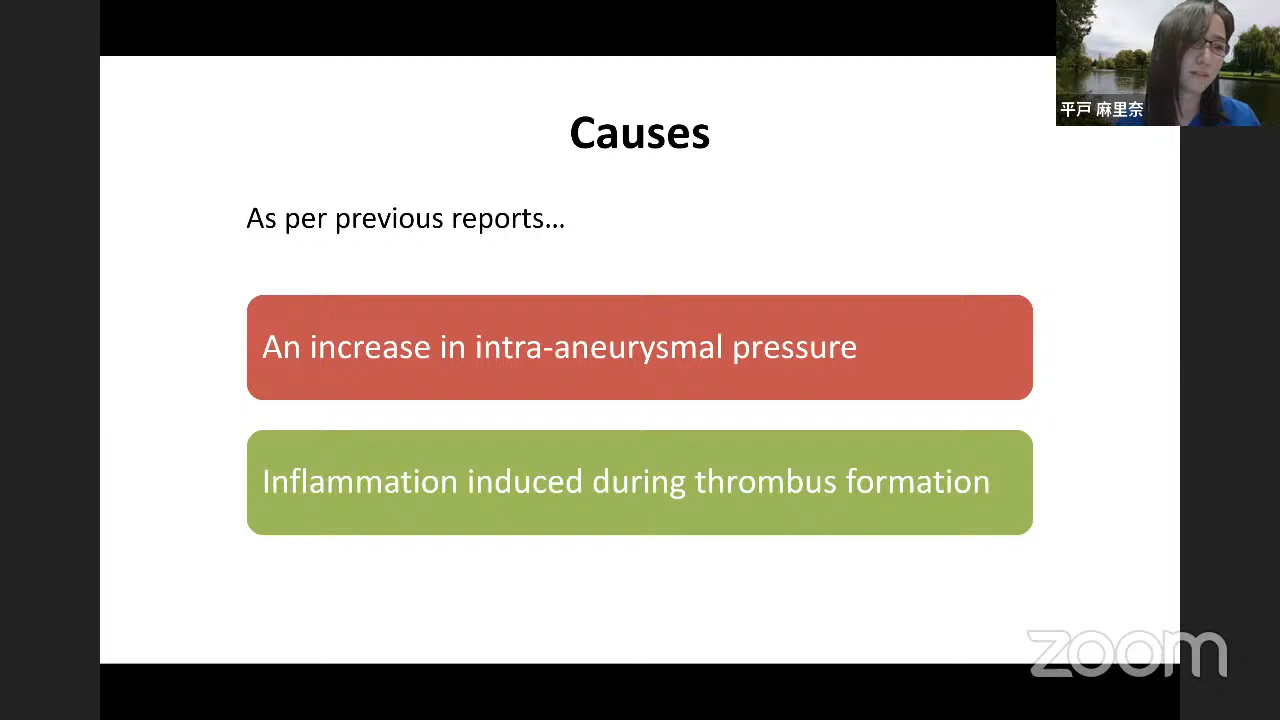 平戸 麻里奈
Causes
As per previous reports…
An increase in intra-aneurysmal pressure
Inflammation induced during thrombus formation
zoom